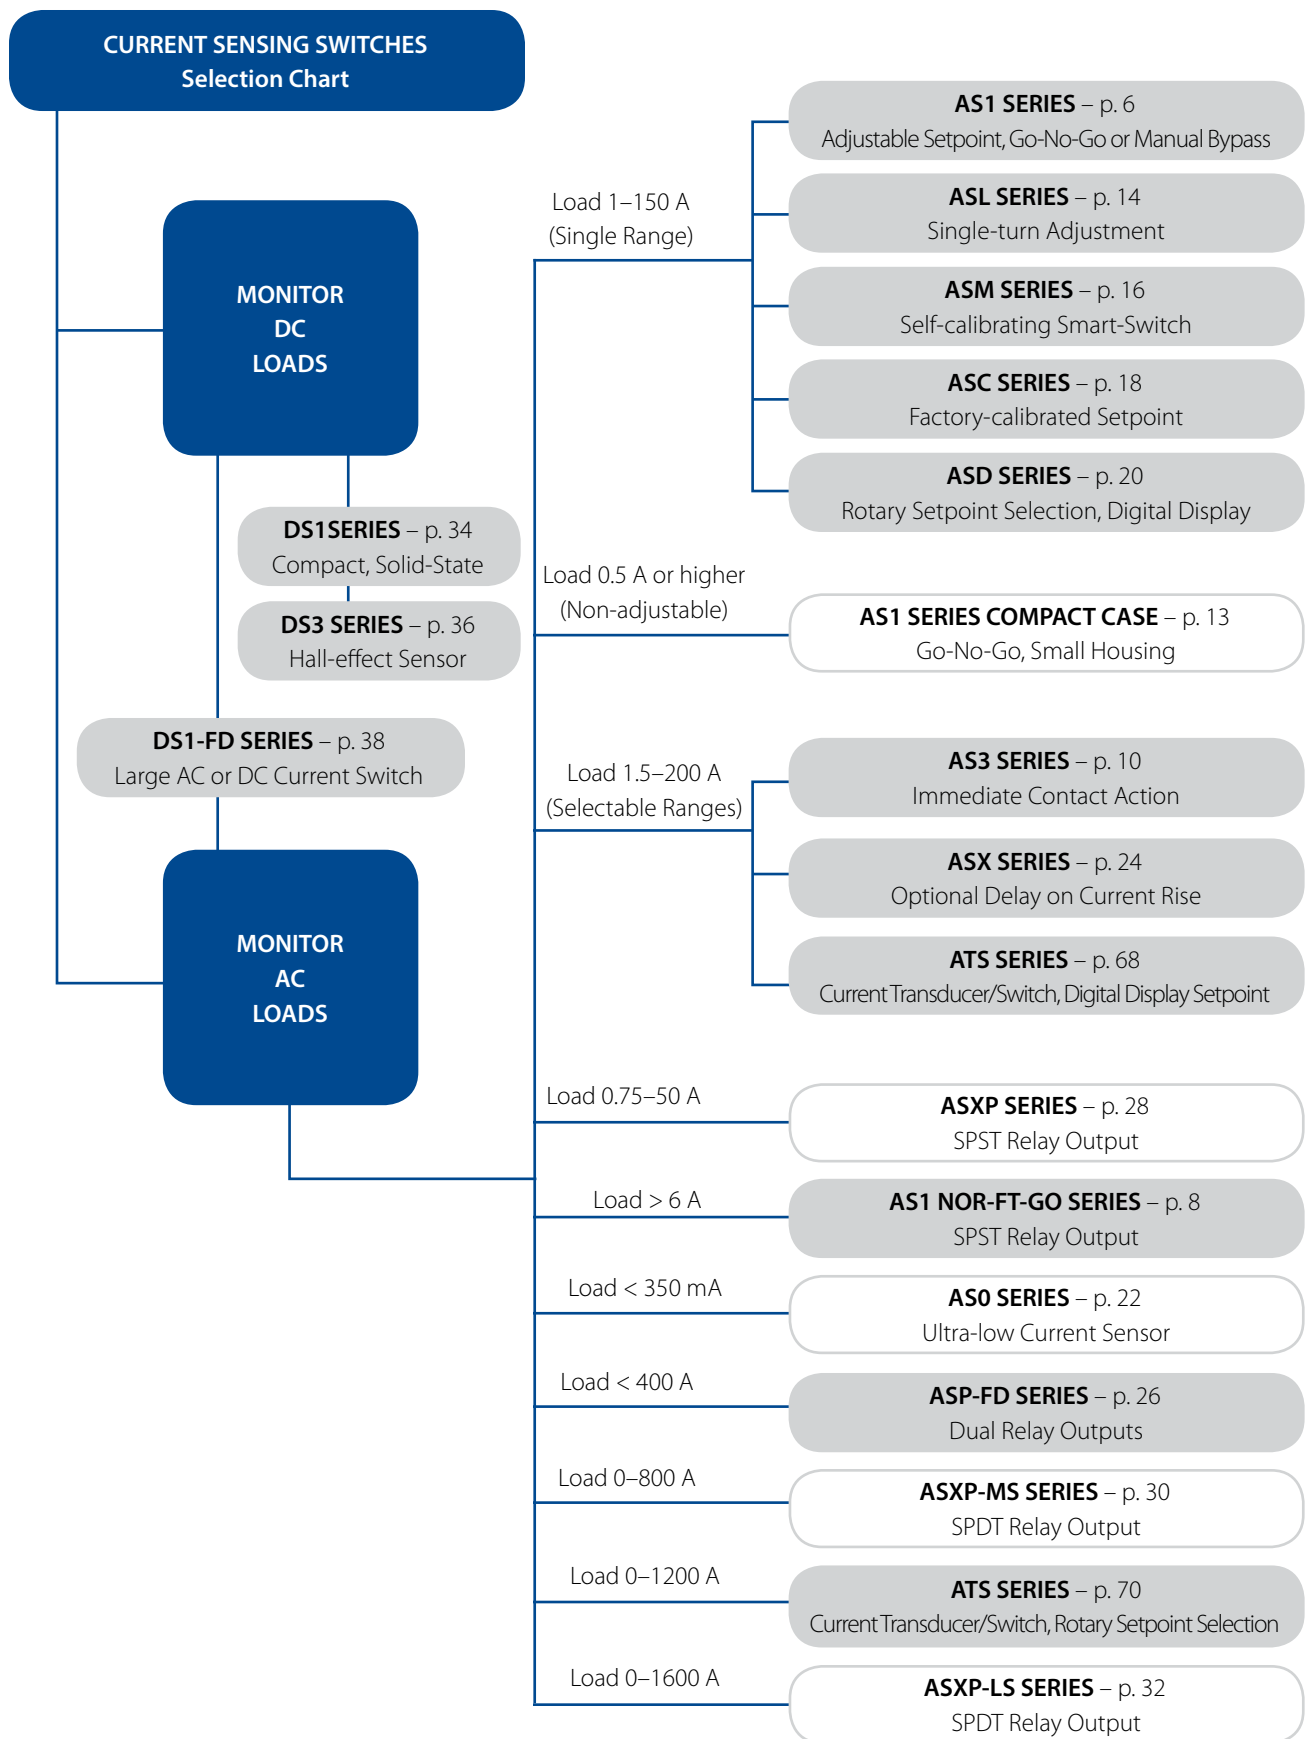 CURRENT SENSING SWITCHES
Selection Chart
MONITOR
DC
LOADS
DS1SERIES – p. 34
Compact, Solid-State
DS3 SERIES – p. 36
Hall-effect Sensor
DS1-FD SERIES – p. 38
Large AC or DC Current Switch
MONITOR
AC
LOADS
Load 1–150 A
(Single Range)
AS1 SERIES – p. 6
Adjustable Setpoint, Go-No-Go or Manual Bypass
ASL SERIES – p. 14
Single-turn Adjustment
ASM SERIES – p. 16
Self-calibrating Smart-Switch
ASC SERIES – p. 18
Factory-calibrated Setpoint
ASD SERIES – p. 20
Rotary Setpoint Selection, Digital Display
Load 0.5 A or higher
(Non-adjustable)
AS1 SERIES COMPACT CASE – p. 13
Go-No-Go, Small Housing
Load 1.5–200 A
(Selectable Ranges)
AS3 SERIES – p. 10
Immediate Contact Action
ASX SERIES – p. 24
Optional Delay on Current Rise
ATS SERIES – p. 68
Current Transducer/Switch, Digital Display Setpoint
Load 0.75–50 A
ASXP SERIES – p. 28
SPST Relay Output
Load > 6 A
AS1 NOR-FT-GO SERIES – p. 8
SPST Relay Output
Load < 350 mA
AS0 SERIES – p. 22
Ultra-low Current Sensor
Load < 400 A
ASP-FD SERIES – p. 26
Dual Relay Outputs
Load 0–800 A
ASXP-MS SERIES – p. 30
SPDT Relay Output
Load 0–1200 A
ATS SERIES – p. 70
Current Transducer/Switch, Rotary Setpoint Selection
Load 0–1600 A
ASXP-LS SERIES – p. 32
SPDT Relay Output